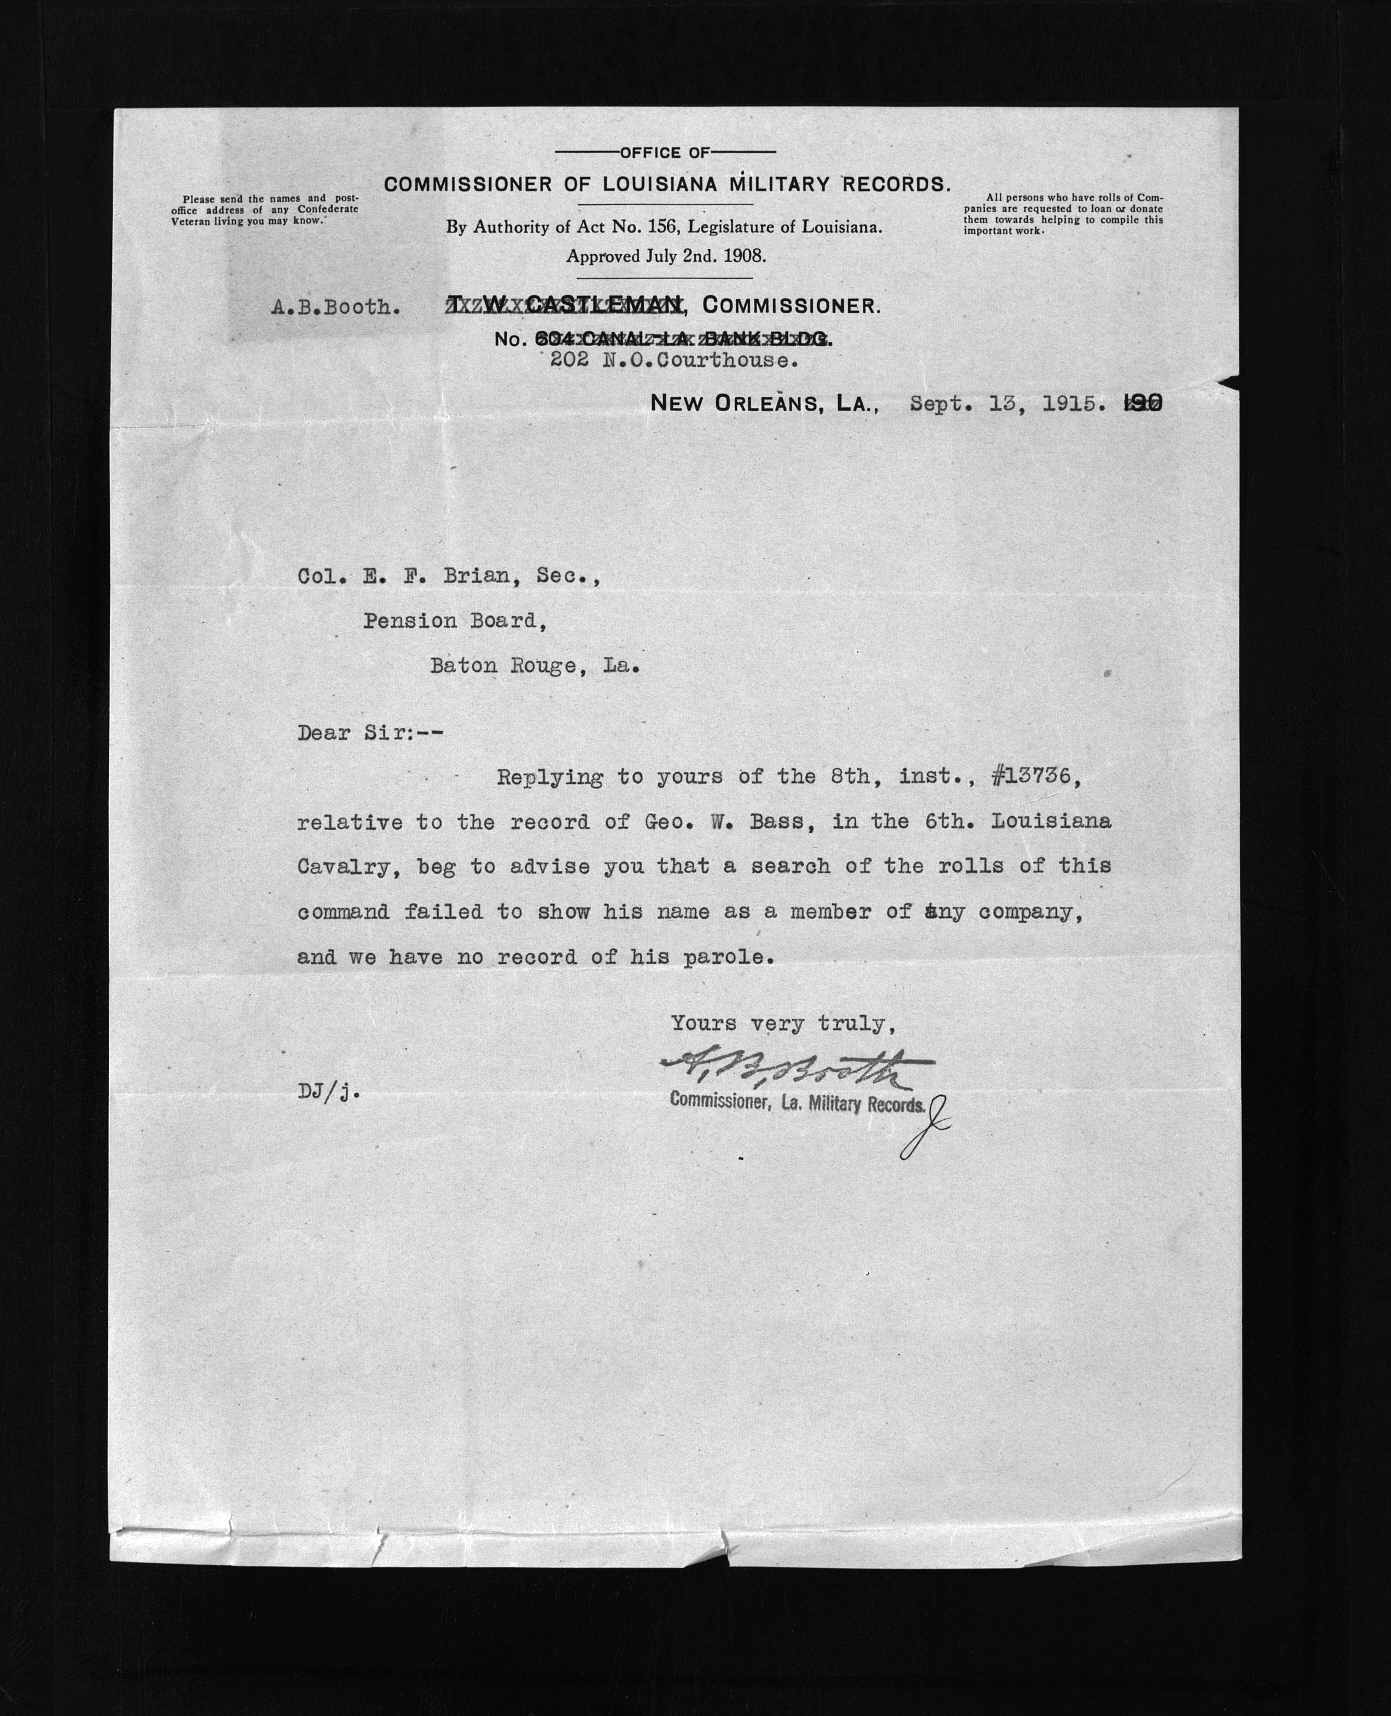 OFFICE OF
COMMISSIONER OF LOUISIANA MILITARY RECORDS.
Please send the names and post-
office address of any Confederate
Veteran living you may know.
All persons who have rolls of Com-
panies are requested to loan or donate
them towards helping to compile this
important work.
By Authority of Act No. 156, Legislature of Louisiana.
Approved July 2nd. 1908.
A.B.Booth. T. W. CASTLEMAN, COMMISSIONER.
No. 604 CANAL-LA. BANK BLDG.
202 N.O.Courthouse.
NEW ORLEANS, LA., Sept. 13, 1915. 190
Col. E. F. Brian, Sec.,
Pension Board,
Baton Rouge, La.
Dear Sir:--
Replying to yours of the 8th, inst., #13736,
relative to the record of Geo. W. Bass, in the 6th. Louisiana
Cavalry, beg to advise you that a search of the rolls of this
command failed to show his name as a member of any company,
and we have no record of his parole.
Yours very truly,
A. B. Booth
DJ/j.
Commissioner, La. Military Records.
J